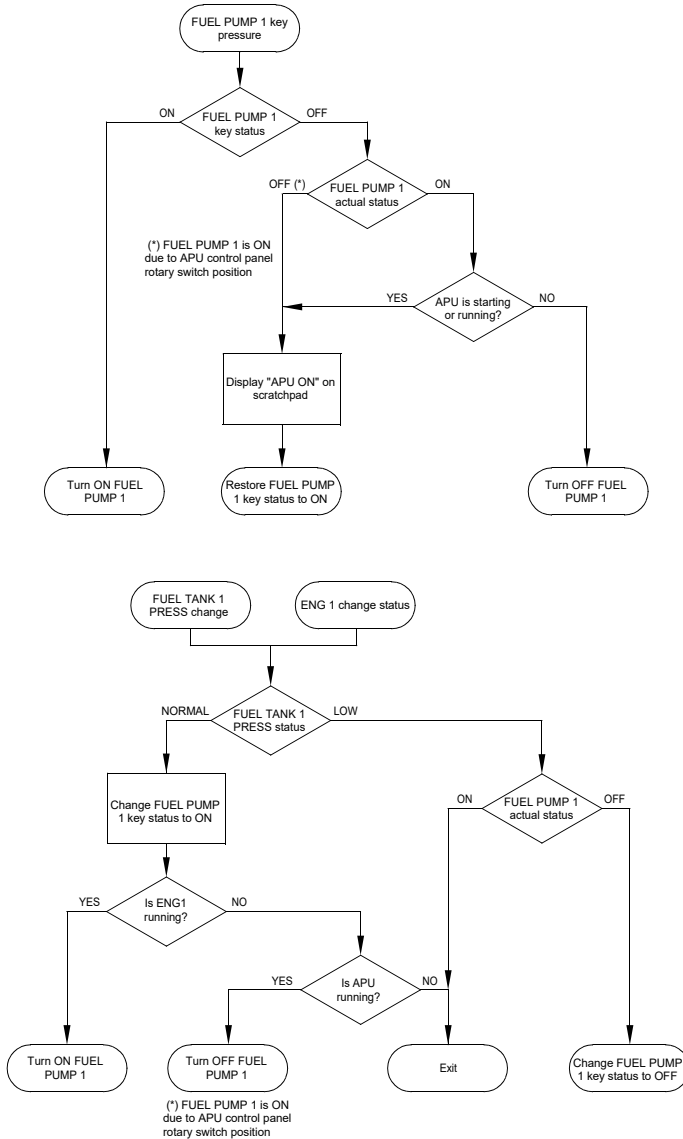 FUEL PUMP 1 key
pressure
ON
FUEL PUMP 1
key status
OFF
OFF (*)
FUEL PUMP 1
actual status
ON
(*) FUEL PUMP 1 is ON
due to APU control panel
rotary switch position
YES
APU is starting
or running?
NO
Display "APU ON" on
scratchpad
Turn ON FUEL
PUMP 1
Restore FUEL PUMP
1 key status to ON
Turn OFF FUEL
PUMP 1
FUEL TANK 1
PRESS change
ENG 1 change status
NORMAL
FUEL TANK 1
PRESS status
LOW
Change FUEL PUMP
1 key status to ON
ON
FUEL PUMP 1
actual status
OFF
YES
Is ENG1
running?
NO
YES
Is APU
running?
NO
Turn ON FUEL
PUMP 1
Turn OFF FUEL
PUMP 1
Exit
Change FUEL PUMP
1 key status to OFF
(*) FUEL PUMP 1 is ON
due to APU control panel
rotary switch position